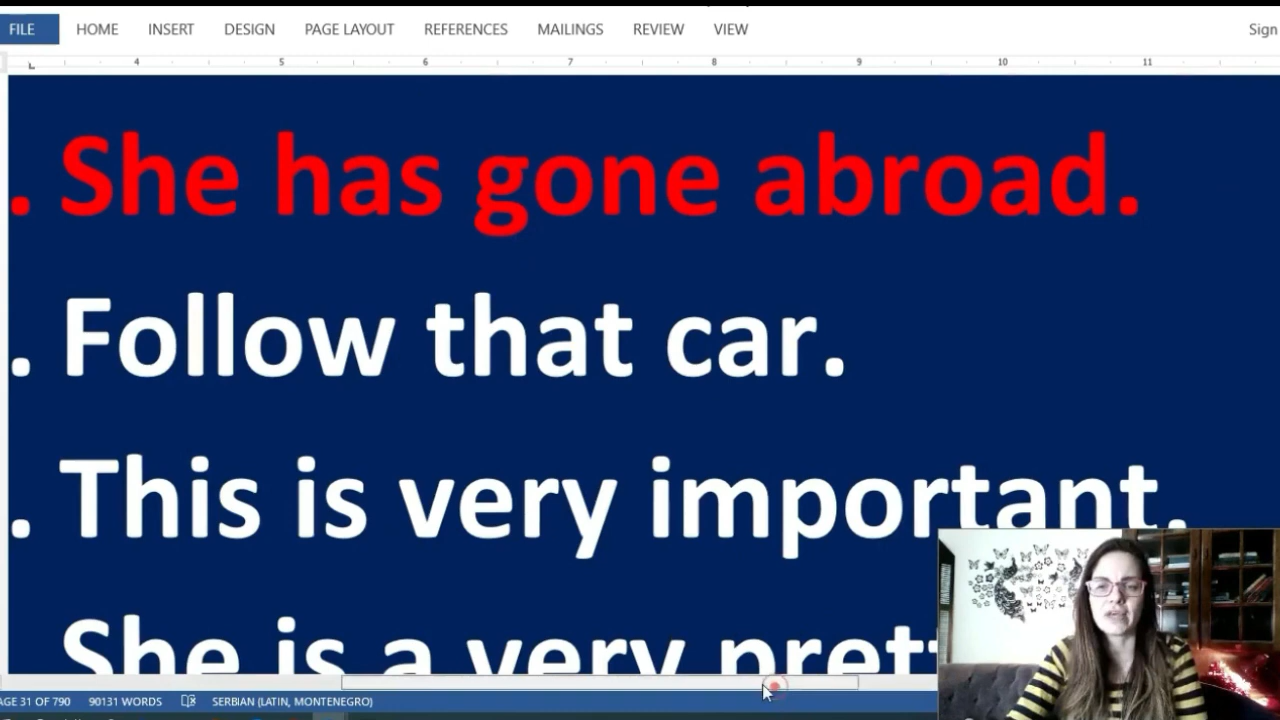 FILE HOME INSERT DESIGN PAGE LAYOUT REFERENCES MAILINGS REVIEW VIEW Sign
4 5 6 7 8 9 10 11
. She has gone abroad.
. Follow that car.
. This is very important.
She is a very prett
AGE 31 OF 790 90131 WORDS SERBIAN (LATIN, MONTENEGRO)